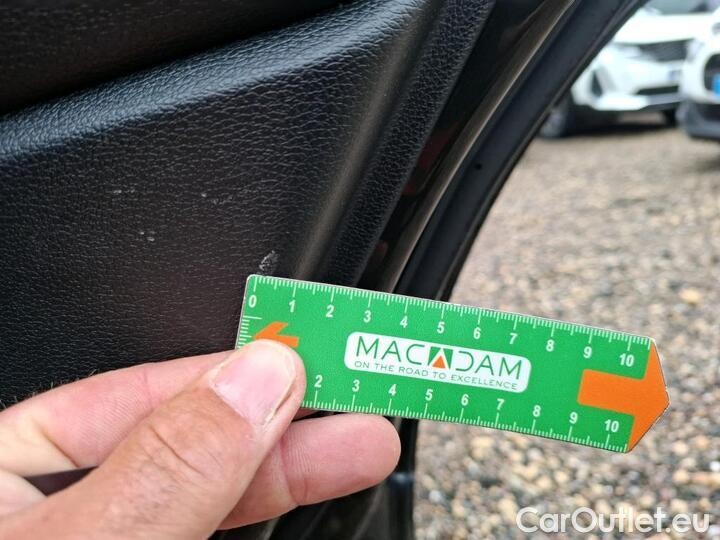 0 1 2 3 4 5 6 7 8 9 10
MACADAM
ON THE ROAD TO EXCELLENCE
2 3 4 5 6 7 8 9 10
CarOutlet.eu